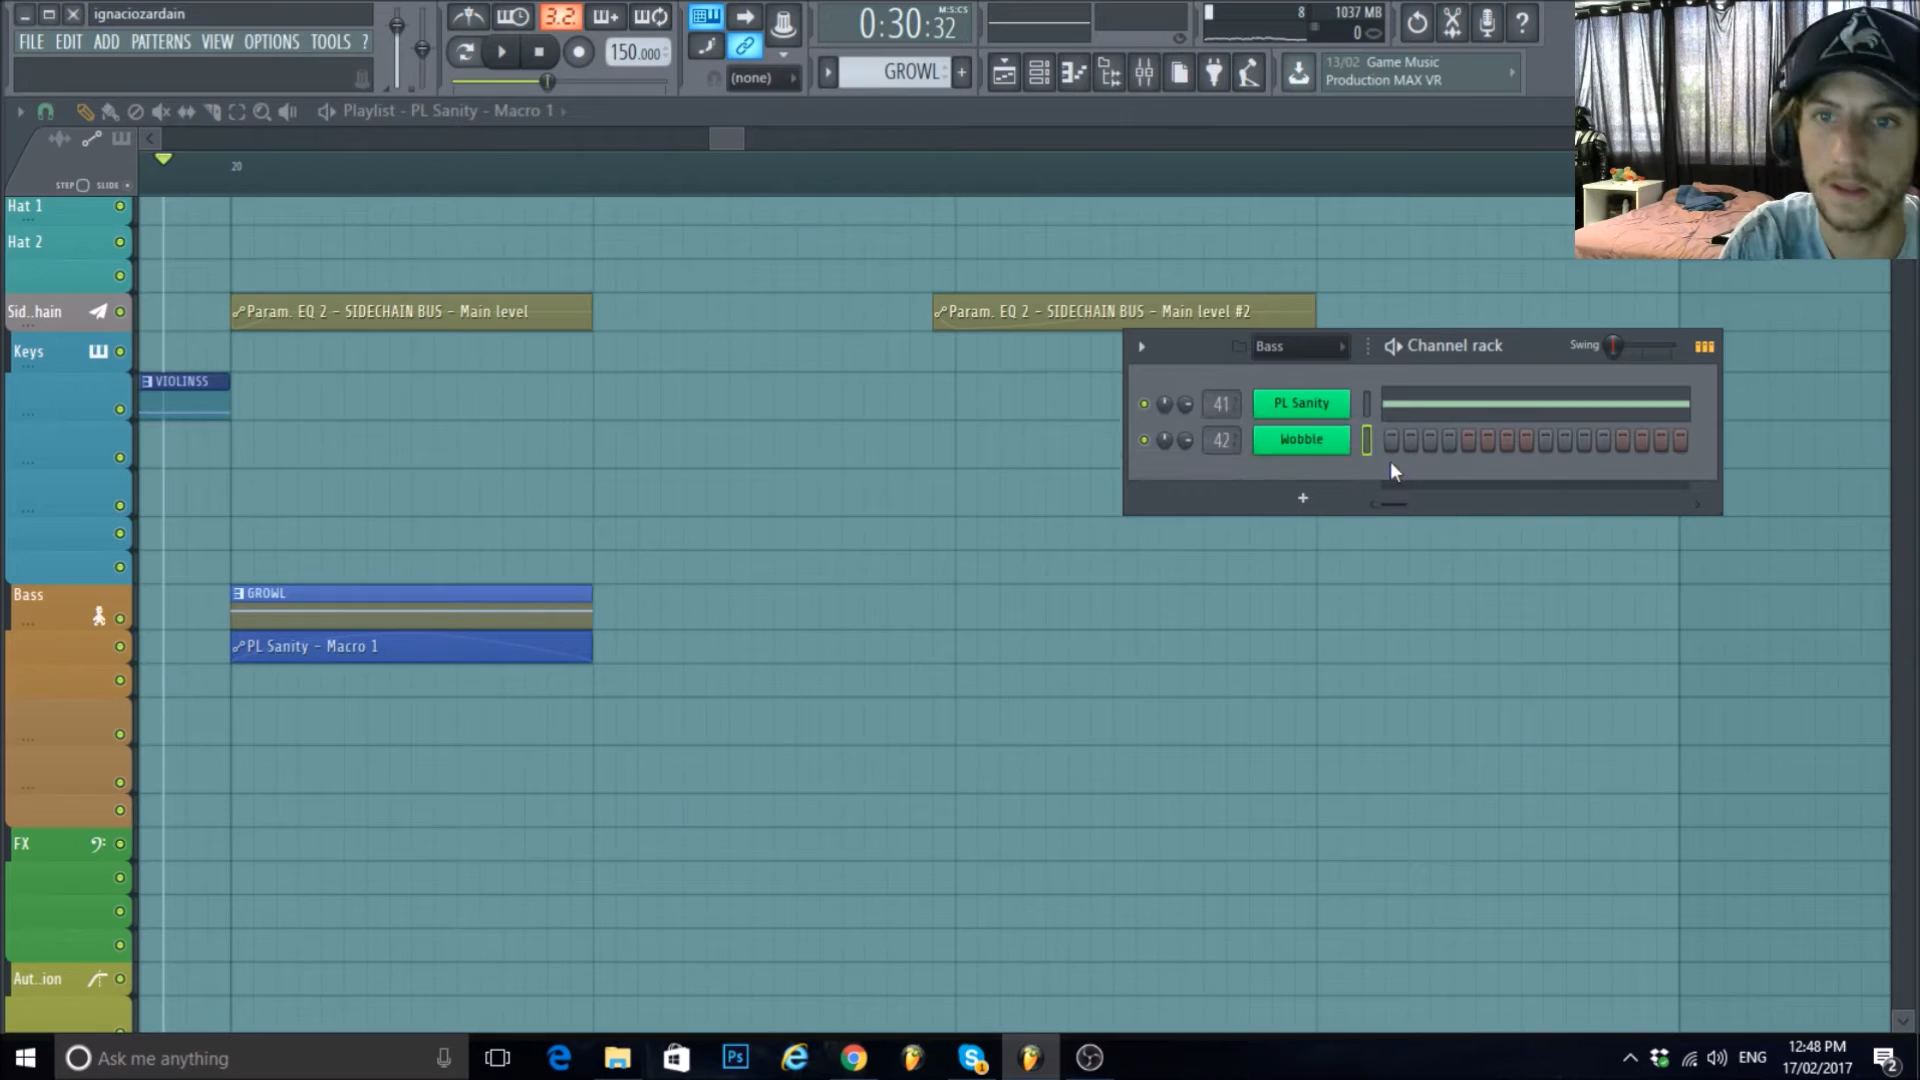 ignaciozardain
FILE EDIT ADD PATTERNS VIEW OPTIONS TOOLS ?
3.2.
150.000
(none)
0:30:32
M:S:CS
GROWL
8
1037 MB
0
13/02 Game Music
Production MAX VR
Playlist - PL Sanity - Macro 1
STEP SLIDE
20
Hat 1
Hat 2
Sid..hain
Param. EQ 2 - SIDECHAIN BUS - Main level
Param. EQ 2 - SIDECHAIN BUS - Main level #2
Keys
VIOLINSS
Bass
Channel rack
Swing
41
PL Sanity
42
Wobble
+
Bass
GROWL
PL Sanity - Macro 1
FX
Aut..ion
Ask me anything
Ps
ENG
12:48 PM
17/02/2017
2